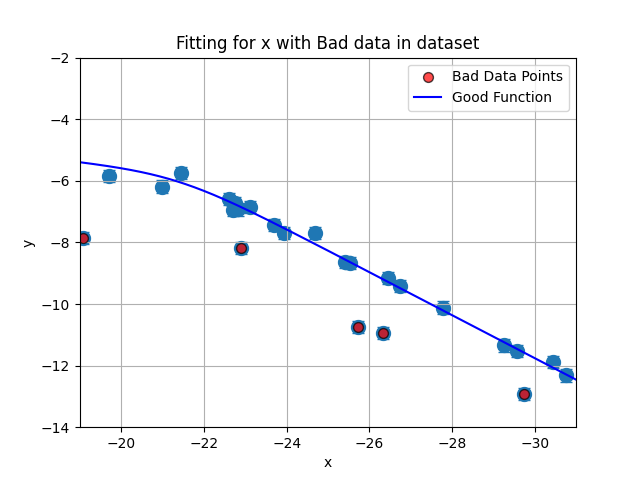 Fitting for x with Bad data in dataset
Bad Data Points
Good Function
−2
−4
−6
−8
−10
−12
−14
y
−20
−22
−24
−26
−28
−30
x